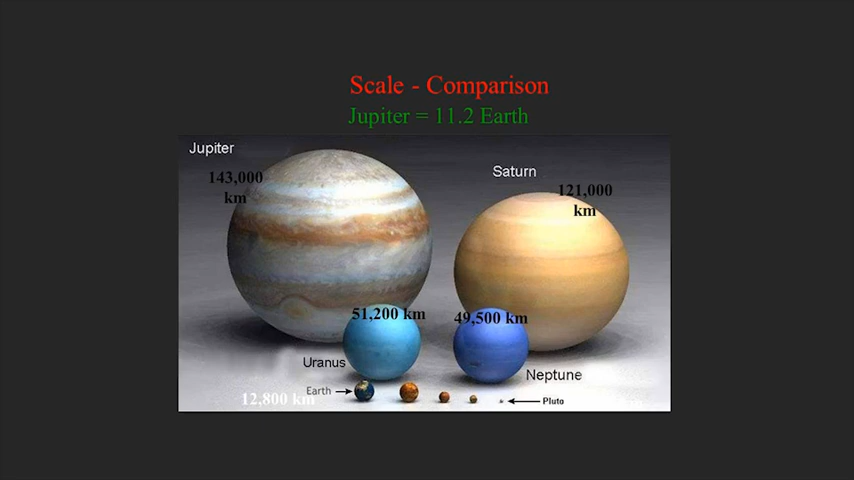 Scale - Comparison
Jupiter = 11.2 Earth
Jupiter
Saturn
143,000
km
121,000
km
51,200 km
49,500 km
Uranus
Neptune
Earth
12,800 km
Pluto